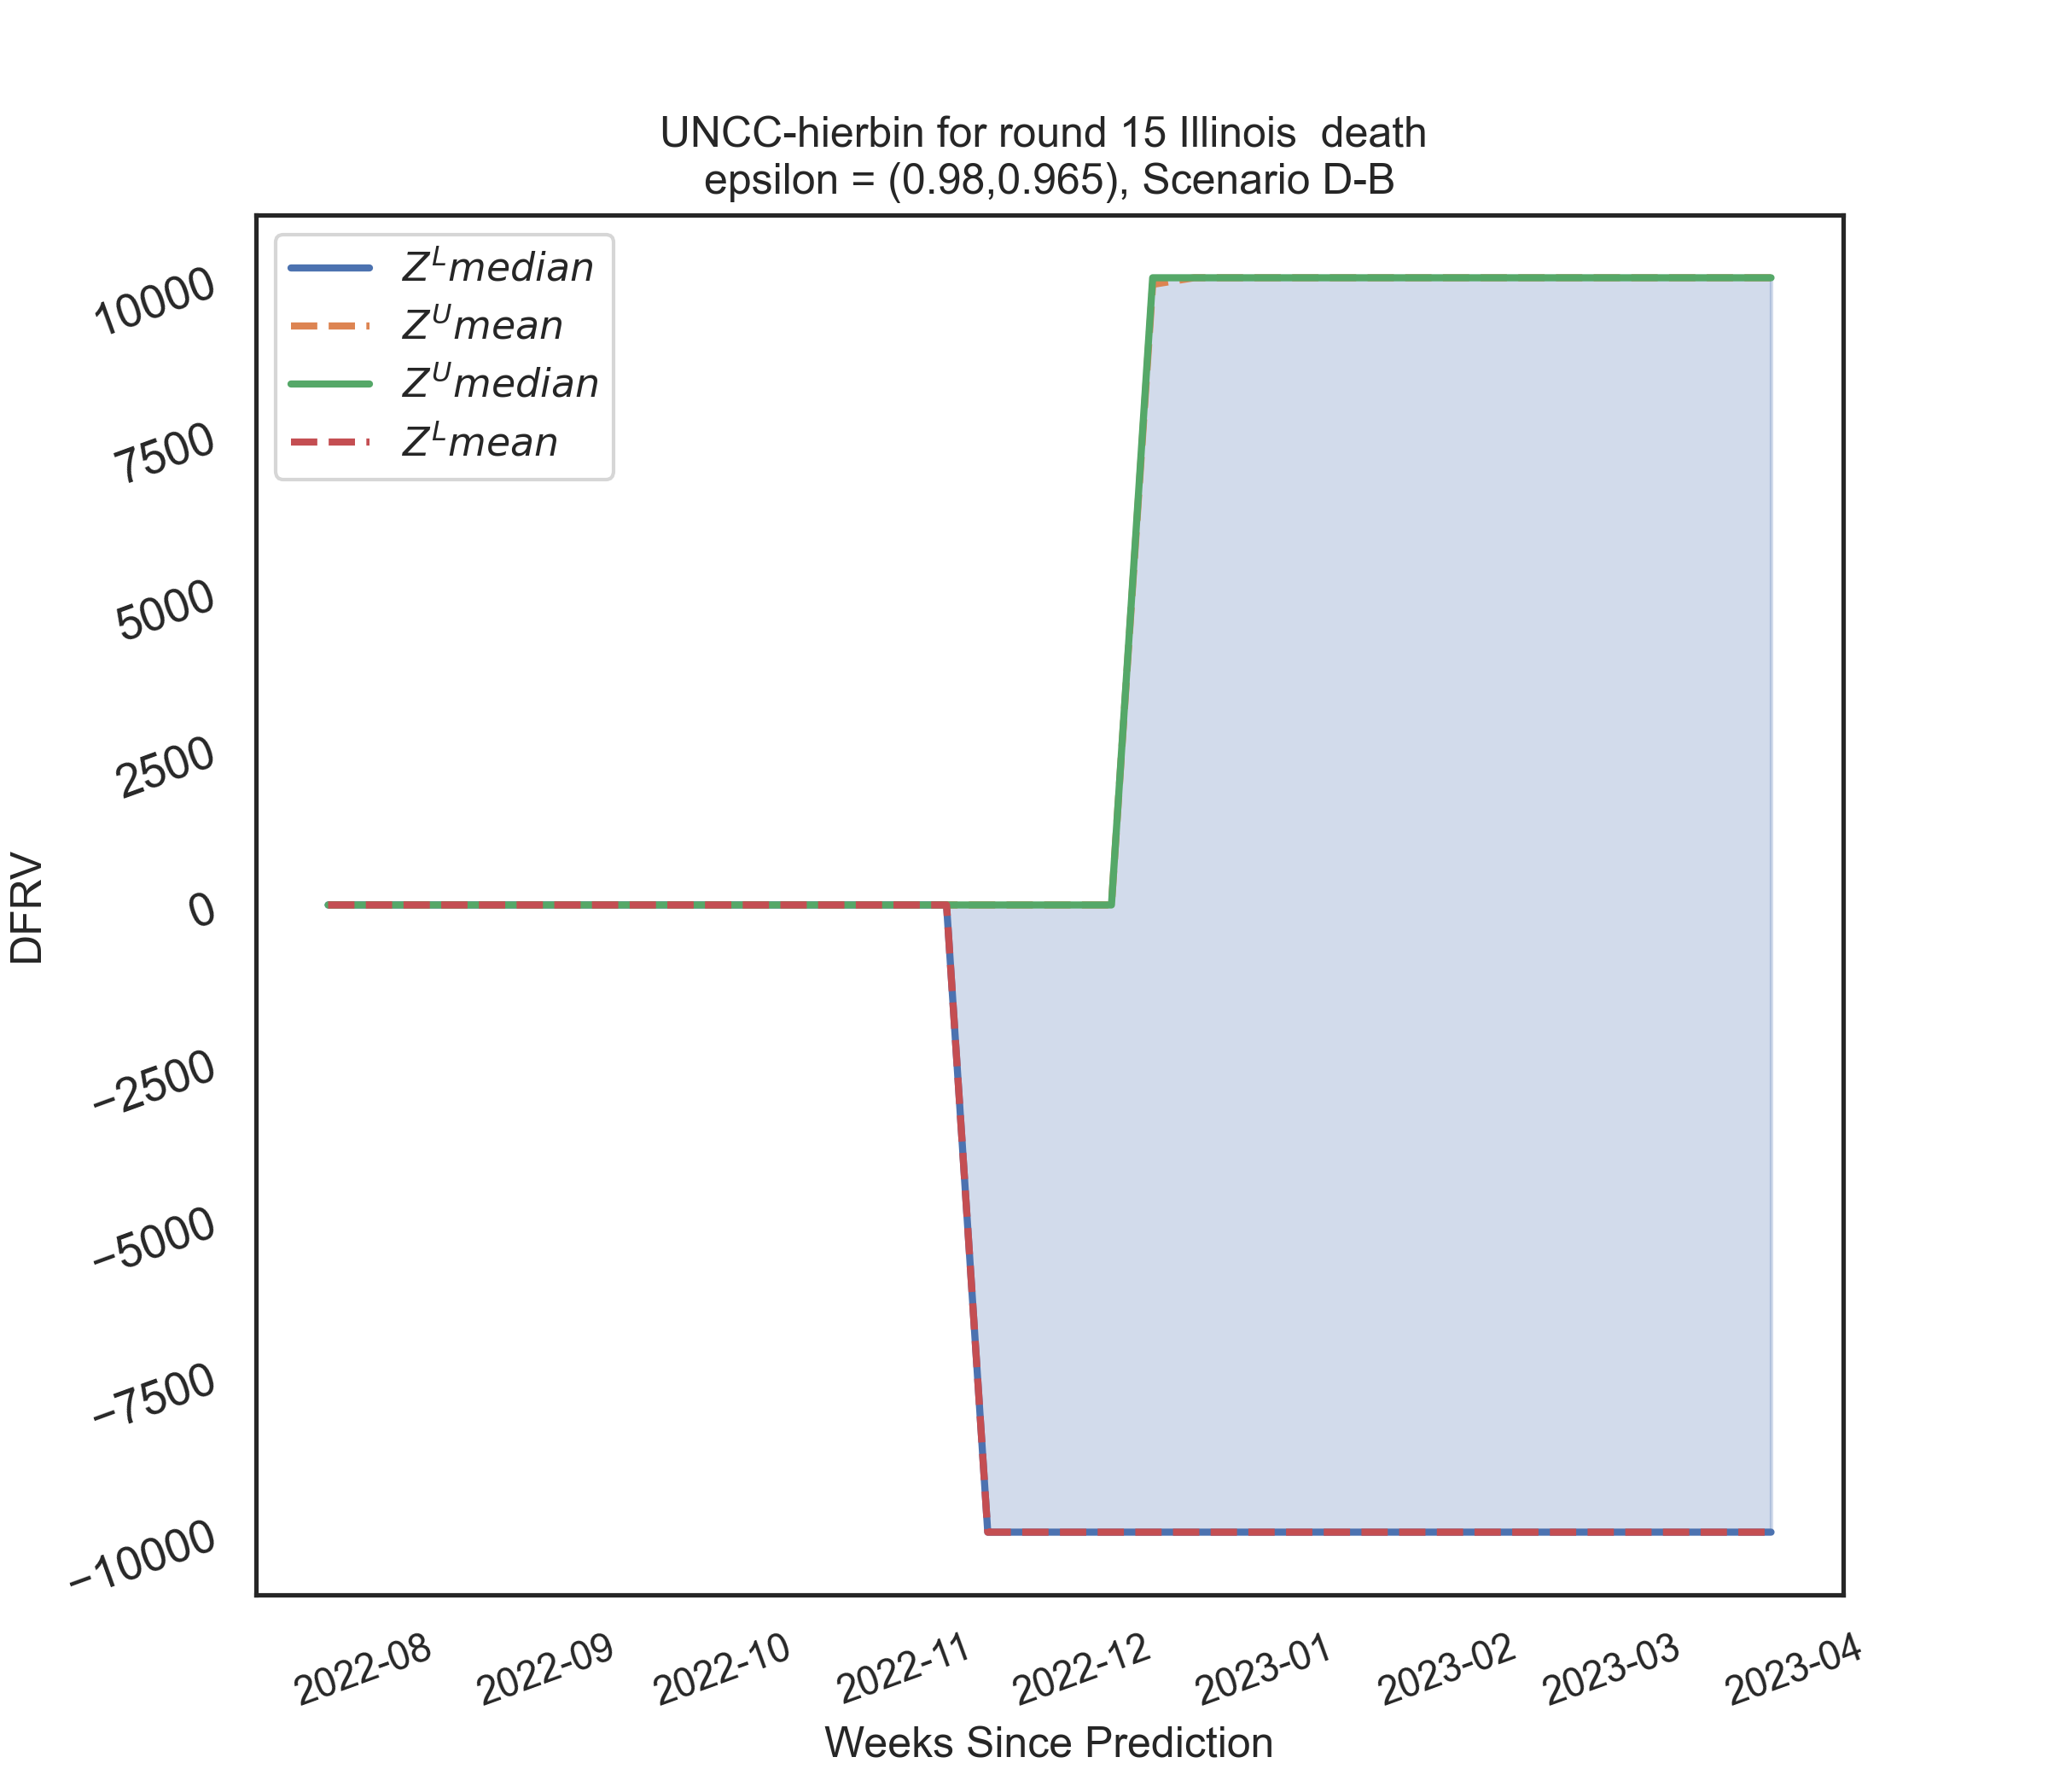 UNCC-hierbin for round 15 Illinois  death
epsilon = (0.98,0.965), Scenario D-B
Z^L median
Z^U mean
Z^U median
Z^L mean
10000
7500
5000
2500
0
−2500
−5000
−7500
−10000
DFRV
2022-08
2022-09
2022-10
2022-11
2022-12
2023-01
2023-02
2023-03
2023-04
Weeks Since Prediction